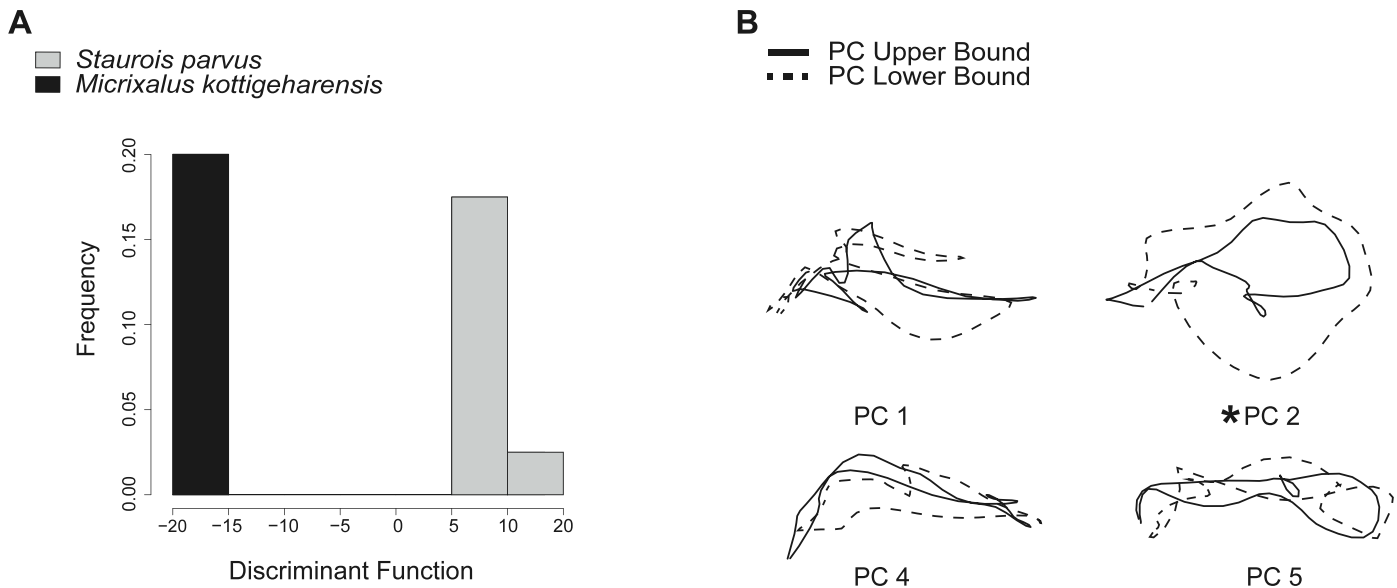 A
Staurois parvus
Micrixalus kottigeharensis
0.20
0.15
0.10
0.05
0.00
Frequency
−20 −15 −10 −5 0 5 10 20
Discriminant Function
B
PC Upper Bound
PC Lower Bound
PC 1
*PC 2
PC 4
PC 5